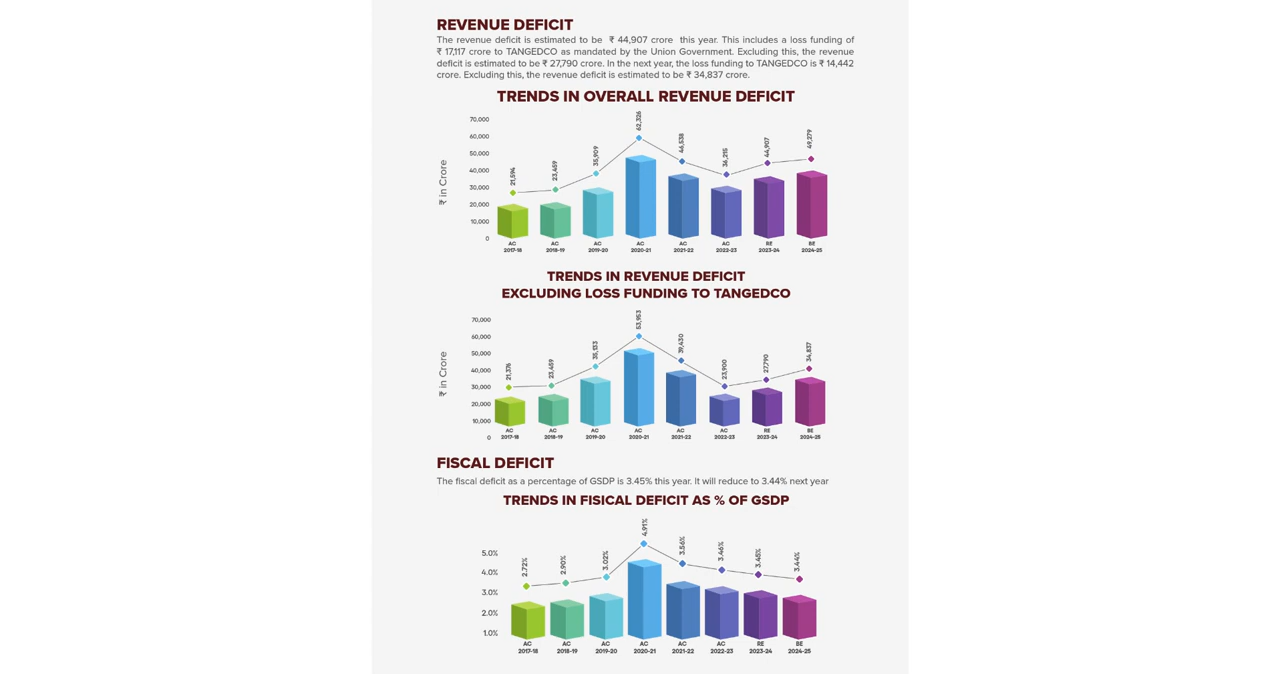 REVENUE DEFICIT
The revenue deficit is estimated to be ₹ 44,907 crore this year. This includes a loss funding of
₹ 17,117 crore to TANGEDCO as mandated by the Union Government. Excluding this, the revenue
deficit is estimated to be ₹ 27,790 crore. In the next year, the loss funding to TANGEDCO is ₹ 14,442
crore. Excluding this, the revenue deficit is estimated to be ₹ 34,837 crore.
TRENDS IN OVERALL REVENUE DEFICIT
₹ in Crore
70,000
60,000
50,000
40,000
30,000
20,000
10,000
0
21,594
23,459
35,909
62,326
46,538
36,215
44,907
49,279
AC AC AC AC AC AC RE BE
2017-18 2018-19 2019-20 2020-21 2021-22 2022-23 2023-24 2024-25
TRENDS IN REVENUE DEFICIT
EXCLUDING LOSS FUNDING TO TANGEDCO
₹ in Crore
70,000
60,000
50,000
40,000
30,000
20,000
10,000
0
21,376
23,459
35,133
53,953
39,430
23,900
27,790
34,837
AC AC AC AC AC AC RE BE
2017-18 2018-19 2019-20 2020-21 2021-22 2022-23 2023-24 2024-25
FISCAL DEFICIT
The fiscal deficit as a percentage of GSDP is 3.45% this year. It will reduce to 3.44% next year
TRENDS IN FISICAL DEFICIT AS % OF GSDP
5.0%
4.0%
3.0%
2.0%
1.0%
2.72%
2.90%
3.02%
4.91%
3.56%
3.46%
3.45%
3.44%
AC AC AC AC AC AC RE BE
2017-18 2018-19 2019-20 2020-21 2021-22 2022-23 2023-24 2024-25